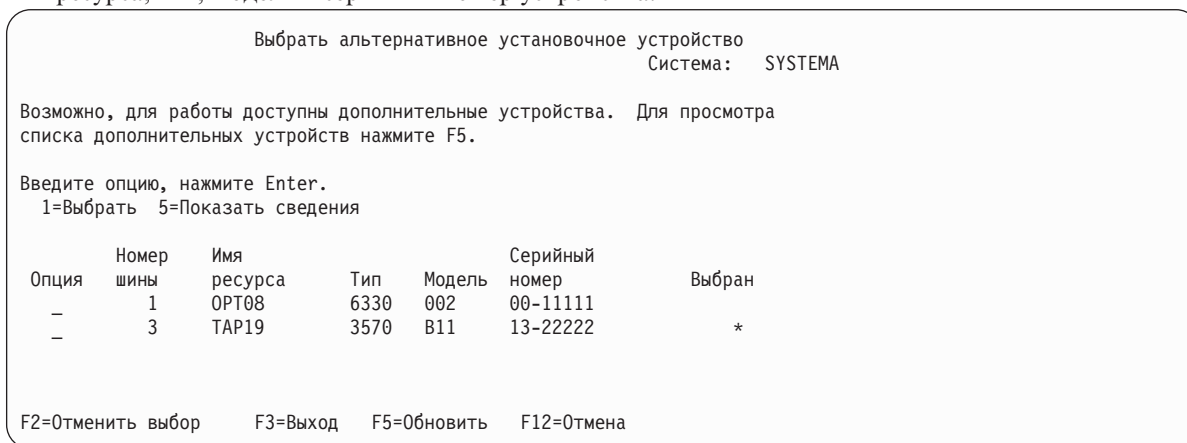 Выбрать альтернативное установочное устройство
Система: SYSTEMA
Возможно, для работы доступны дополнительные устройства. Для просмотра
списка дополнительных устройств нажмите F5.
Введите опцию, нажмите Enter.
1=Выбрать 5=Показать сведения
Номер Имя Серийный
Опция шины ресурса Тип Модель номер Выбран
_ 1 OPT08 6330 002 00-11111
_ 3 TAP19 3570 B11 13-22222 *
F2=Отменить выбор F3=Выход F5=Обновить F12=Отмена